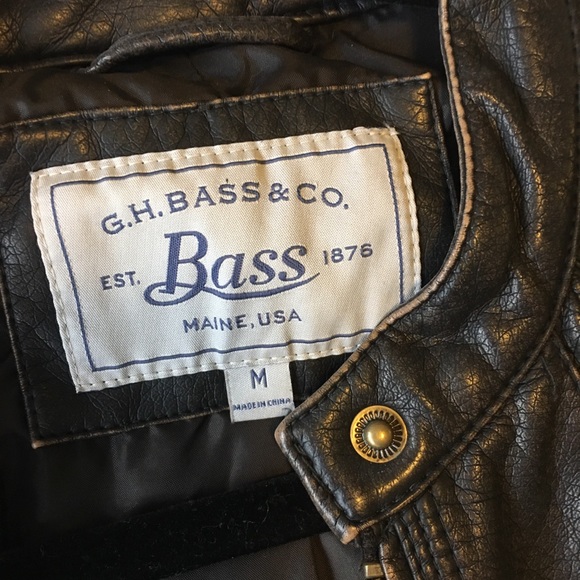 G.H. BASS & CO.
EST. Bass 1876
MAINE, USA
M
MADE IN CHINA